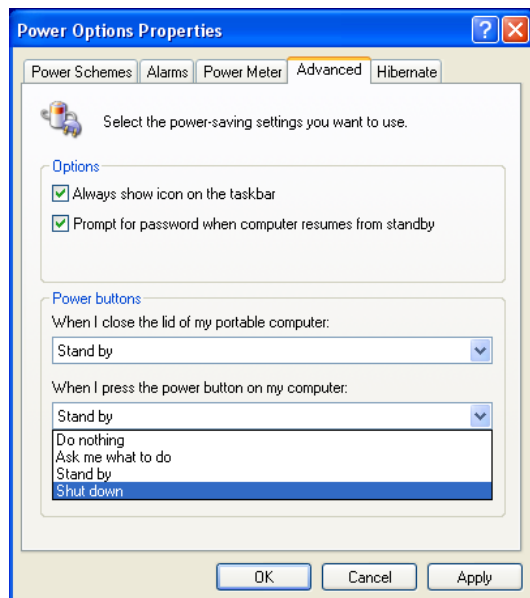 Power Options Properties
Power Schemes Alarms Power Meter Advanced Hibernate
Select the power-saving settings you want to use.
Options
Always show icon on the taskbar
Prompt for password when computer resumes from standby
Power buttons
When I close the lid of my portable computer:
Stand by
When I press the power button on my computer:
Stand by
Do nothing
Ask me what to do
Stand by
Shut down
OK Cancel Apply